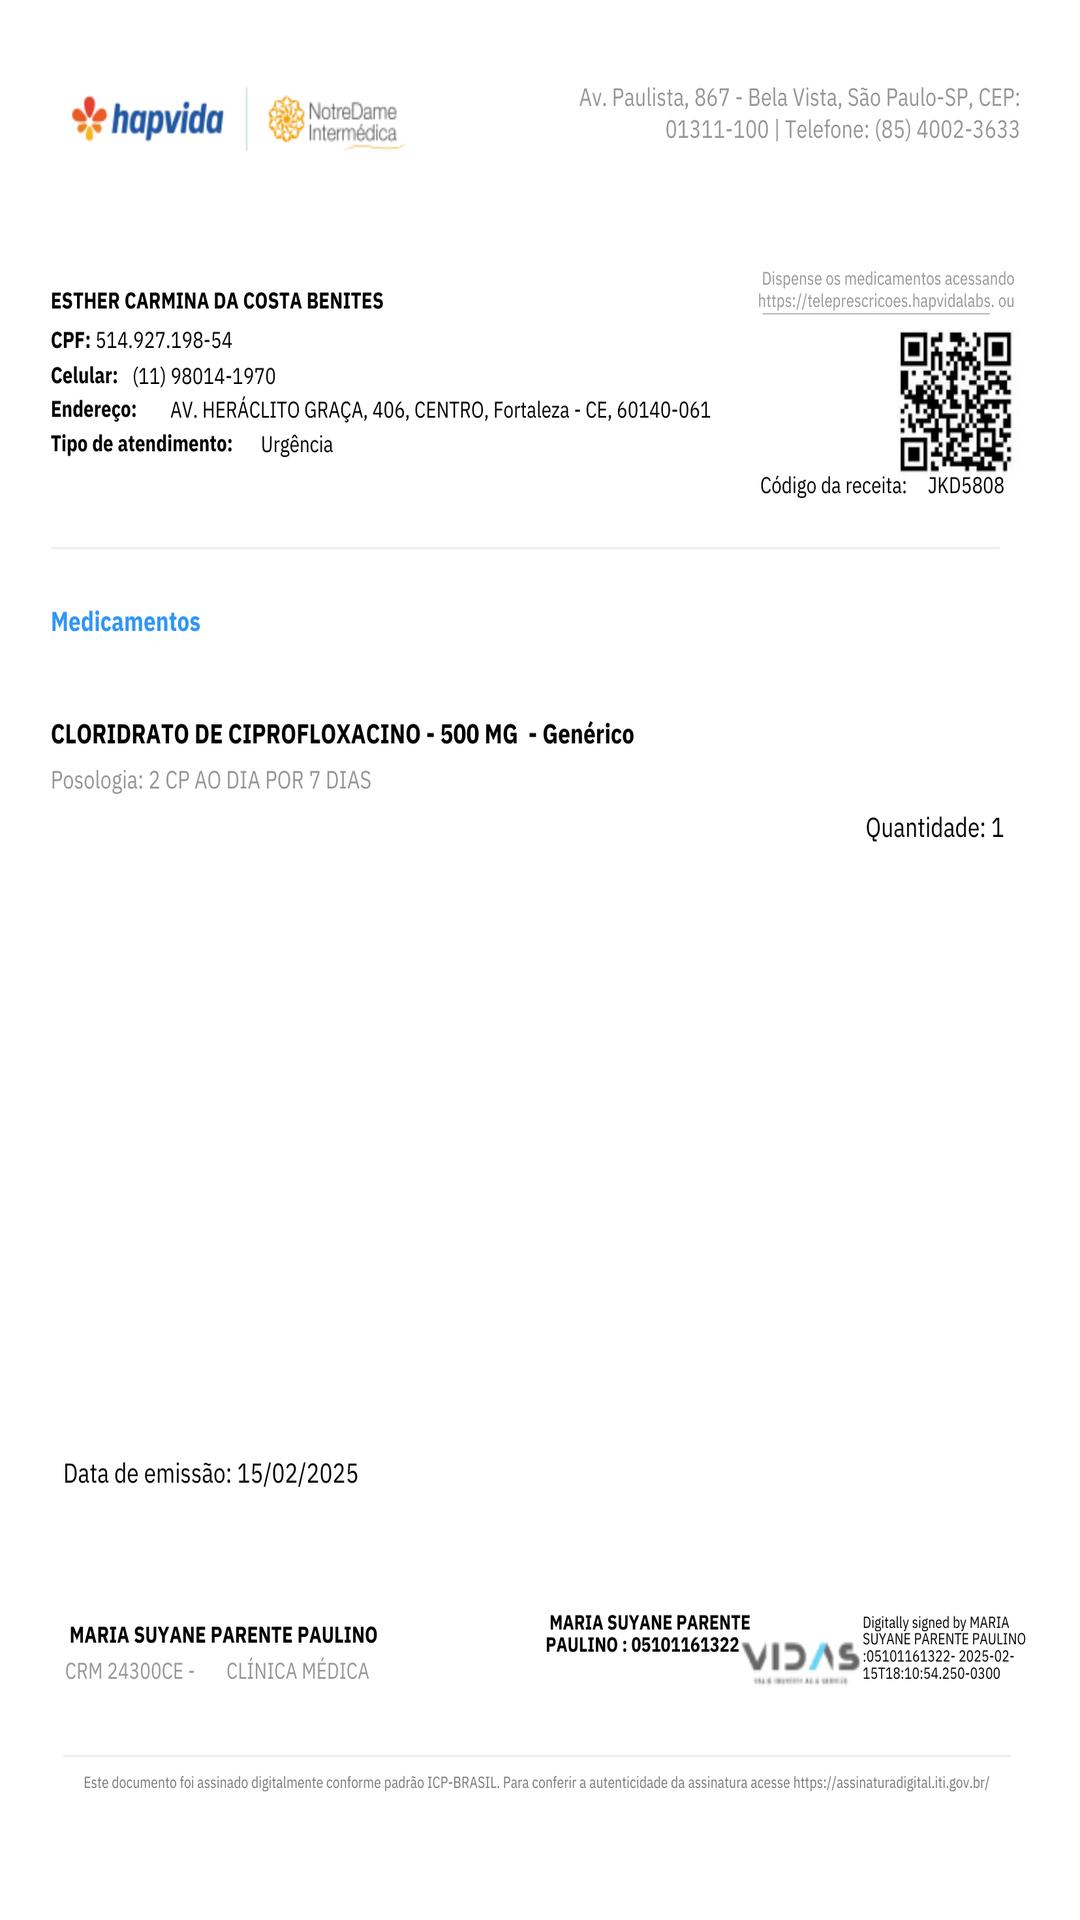 hapvida
NotreDame
Intermédica
Av. Paulista, 867 - Bela Vista, São Paulo-SP, CEP:
01311-100 | Telefone: (85) 4002-3633
Dispense os medicamentos acessando
https://teleprescricoes.hapvidalabs. ou
ESTHER CARMINA DA COSTA BENITES
CPF: 514.927.198-54
Celular: (11) 98014-1970
Endereço: AV. HERÁCLITO GRAÇA, 406, CENTRO, Fortaleza - CE, 60140-061
Tipo de atendimento: Urgência
Código da receita: JKD5808
Medicamentos
CLORIDRATO DE CIPROFLOXACINO - 500 MG - Genérico
Posologia: 2 CP AO DIA POR 7 DIAS
Quantidade: 1
Data de emissão: 15/02/2025
MARIA SUYANE PARENTE PAULINO
CRM 24300CE - CLÍNICA MÉDICA
MARIA SUYANE PARENTE
PAULINO : 05101161322
VIDAS
Digitally signed by MARIA
SUYANE PARENTE PAULINO
:05101161322- 2025-02-
15T18:10:54.250-0300
Este documento foi assinado digitalmente conforme padrão ICP-BRASIL. Para conferir a autenticidade da assinatura acesse https://assinaturadigital.iti.gov.br/